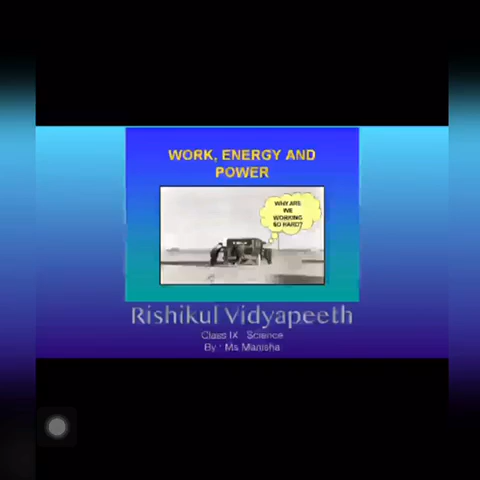 WORK, ENERGY AND
POWER
WHY ARE
WE
WORKING
SO HARD?
Rishikul Vidyapeeth
Class IX Science
By : Ms Manisha